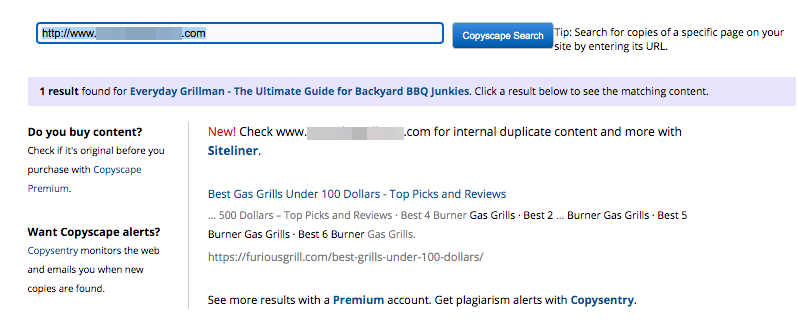 http://www. .com
Copyscape Search
Tip: Search for copies of a specific page on your
site by entering its URL.
1 result found for Everyday Grillman - The Ultimate Guide for Backyard BBQ Junkies. Click a result below to see the matching content.
Do you buy content?
Check if it's original before you
purchase with Copyscape
Premium.
Want Copyscape alerts?
Copysentry monitors the web
and emails you when new
copies are found.
New! Check www. .com for internal duplicate content and more with
Siteliner.
Best Gas Grills Under 100 Dollars - Top Picks and Reviews
... 500 Dollars – Top Picks and Reviews · Best 4 Burner Gas Grills · Best 2 ... Burner Gas Grills · Best 5
Burner Gas Grills · Best 6 Burner Gas Grills.
https://furiousgrill.com/best-grills-under-100-dollars/
See more results with a Premium account. Get plagiarism alerts with Copysentry.